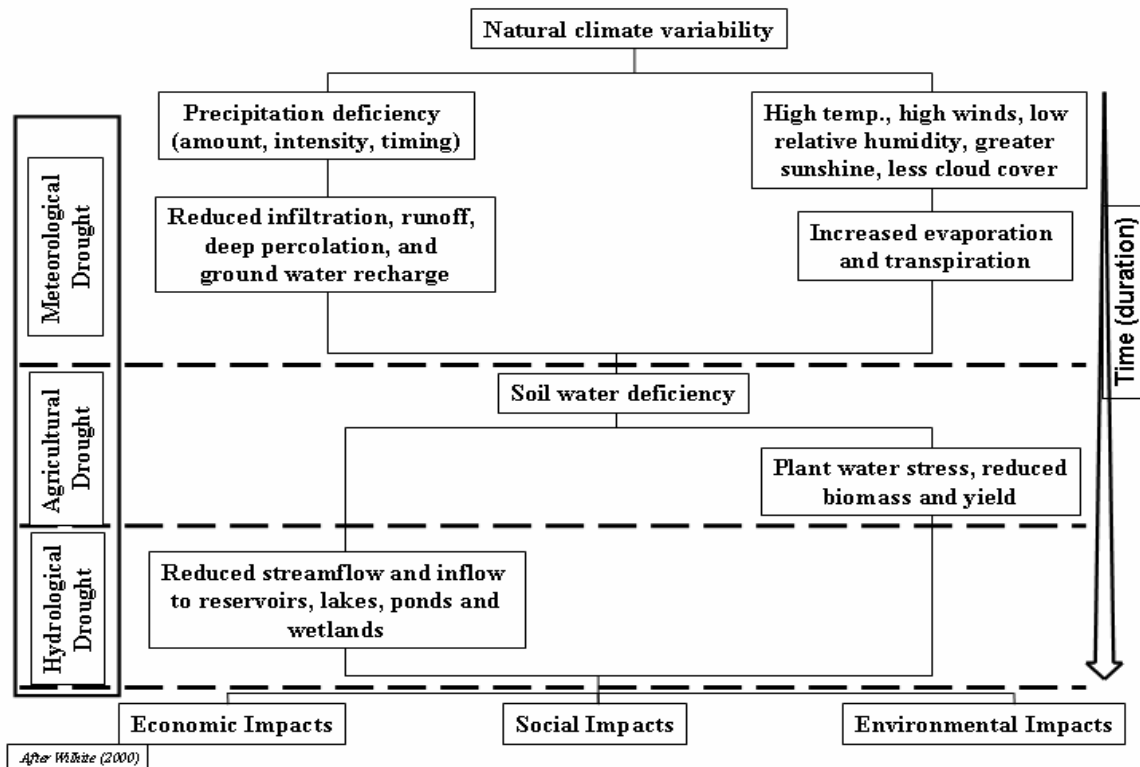 Natural climate variability
Precipitation deficiency
(amount, intensity, timing)
High temp., high winds, low
relative humidity, greater
sunshine, less cloud cover
Reduced infiltration, runoff,
deep percolation, and
ground water recharge
Increased evaporation
and transpiration
Meteorological
Drought
Time (duration)
Soil water deficiency
Agricultural
Drought
Plant water stress, reduced
biomass and yield
Hydrological
Drought
Reduced streamflow and inflow
to reservoirs, lakes, ponds and
wetlands
Economic Impacts
Social Impacts
Environmental Impacts
After Wilhite (2000)